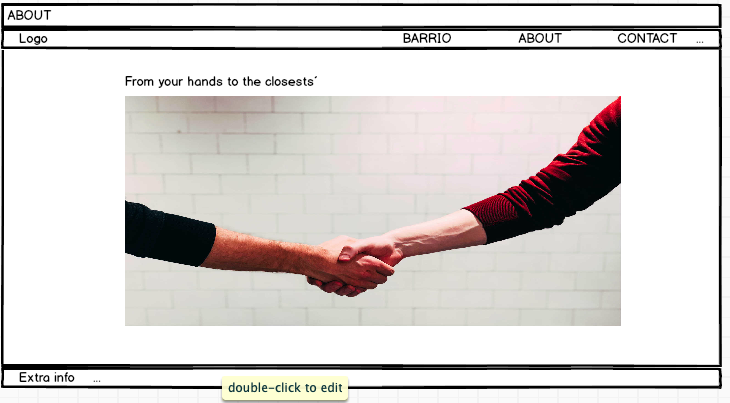 ABOUT
Logo BARRIO ABOUT CONTACT ...
From your hands to the closests´
Extra info ...
double-click to edit